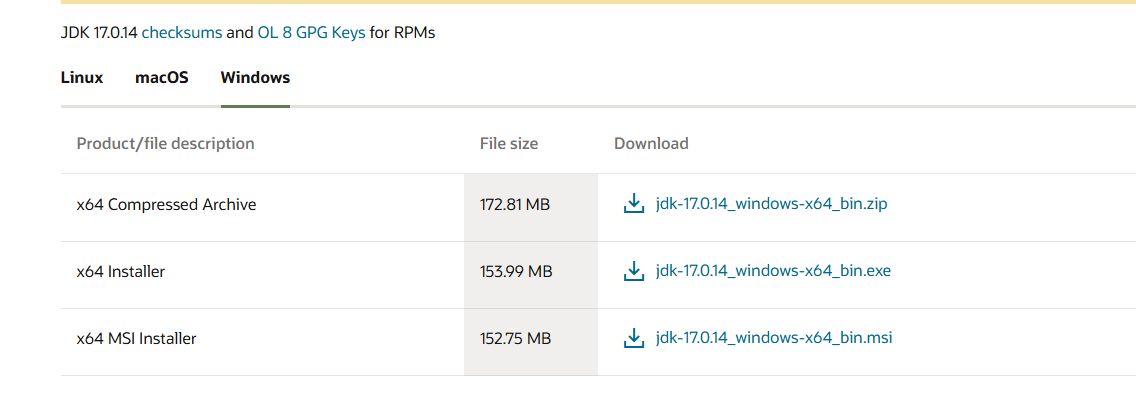 JDK 17.0.14 checksums and OL 8 GPG Keys for RPMs
Linux macOS Windows
Product/file description File size Download
x64 Compressed Archive 172.81 MB jdk-17.0.14_windows-x64_bin.zip
x64 Installer 153.99 MB jdk-17.0.14_windows-x64_bin.exe
x64 MSI Installer 152.75 MB jdk-17.0.14_windows-x64_bin.msi